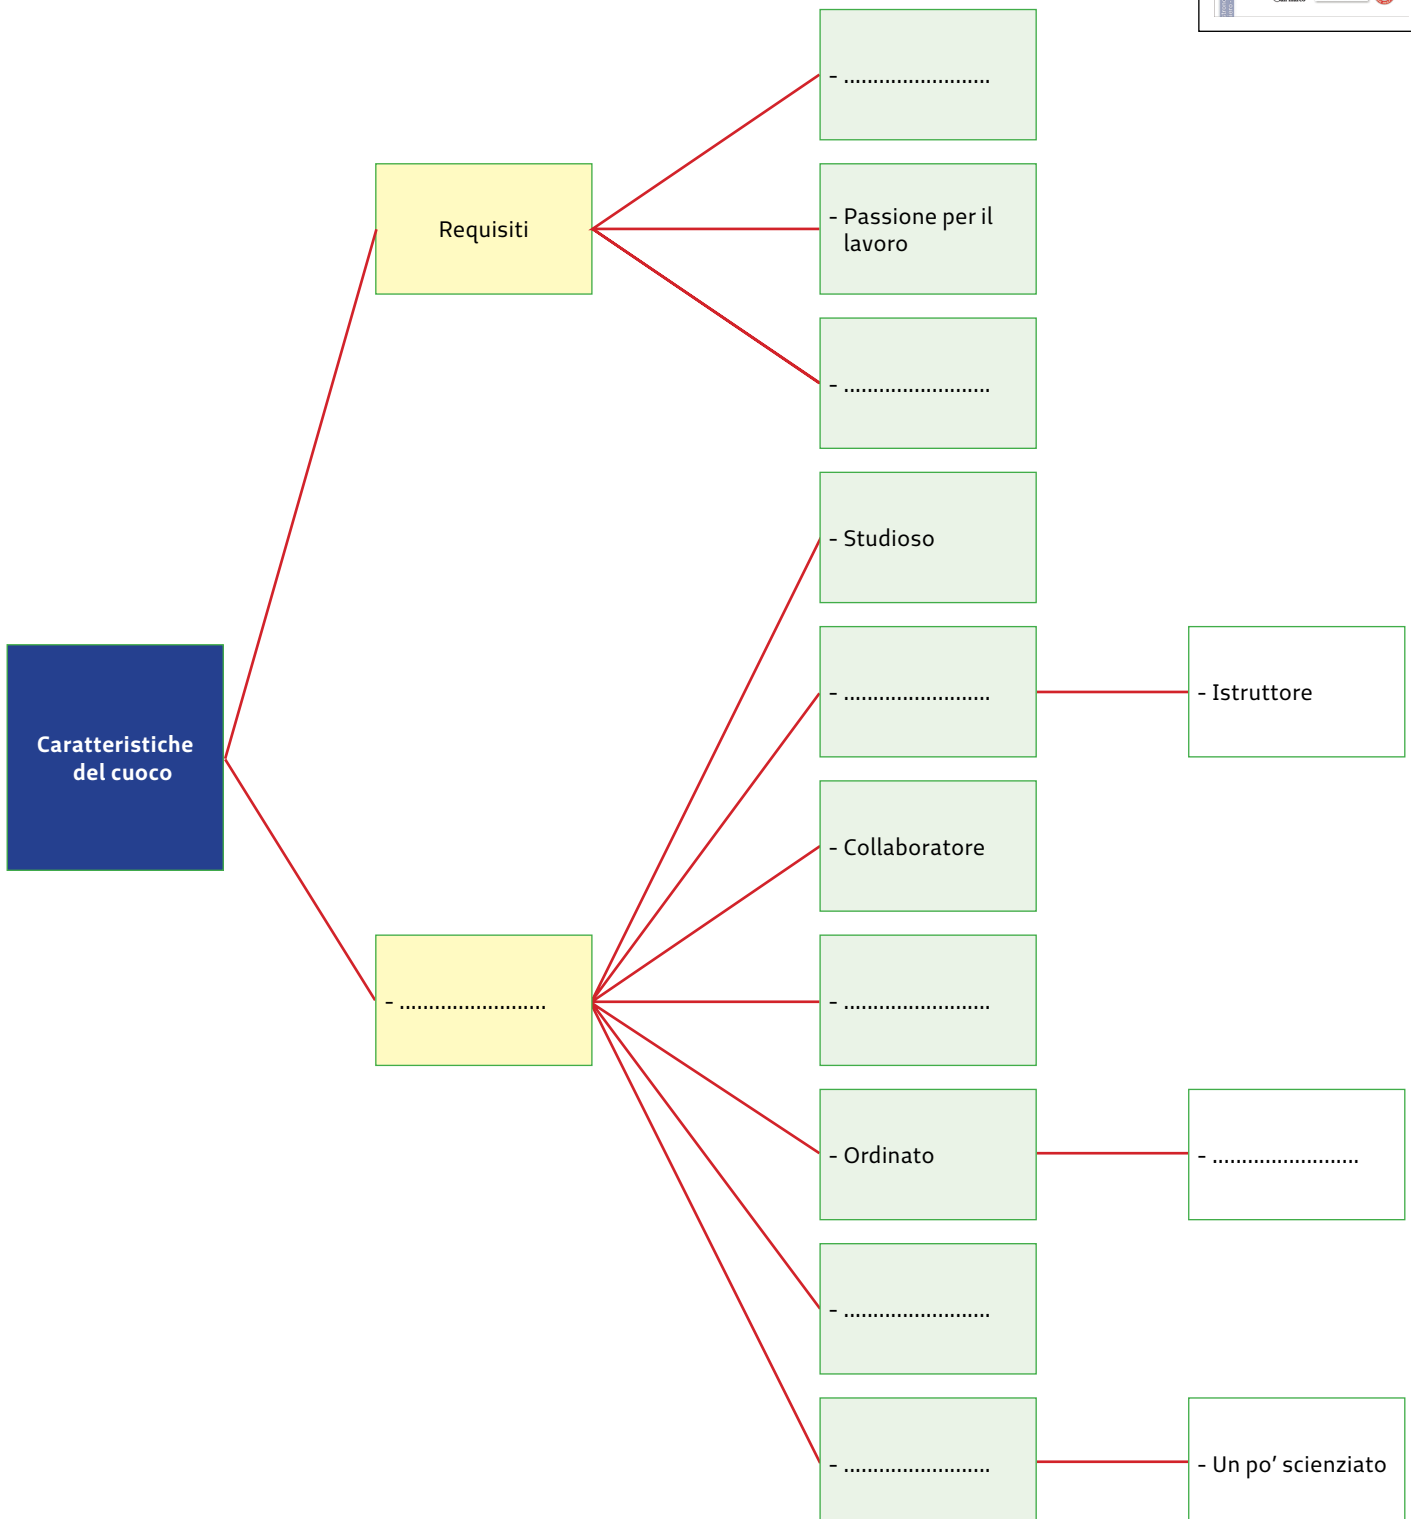 - .........................
Requisiti
- Passione per il
lavoro
- .........................
- Studioso
- .........................
- Istruttore
Caratteristiche
del cuoco
- Collaboratore
- .........................
- .........................
- Ordinato
- .........................
- .........................
- .........................
- Un po’ scienziato